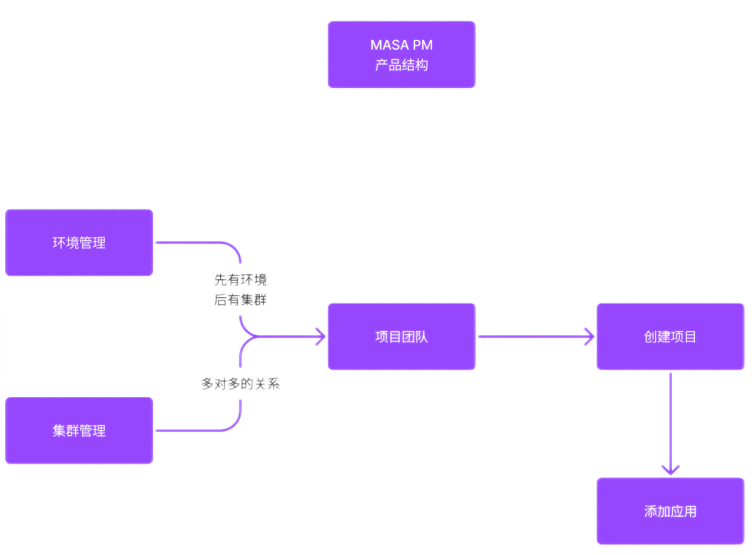 MASA PM
产品结构
环境管理
先有环境
后有集群
项目团队
创建项目
多对多的关系
集群管理
添加应用